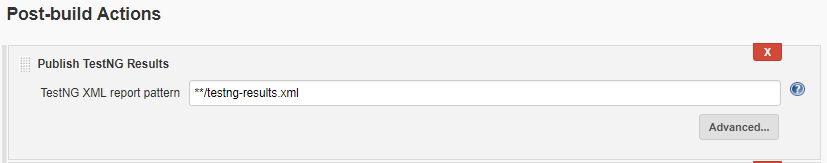 Post-build Actions
X
Publish TestNG Results
TestNG XML report pattern **/testng-results.xml ?
Advanced...